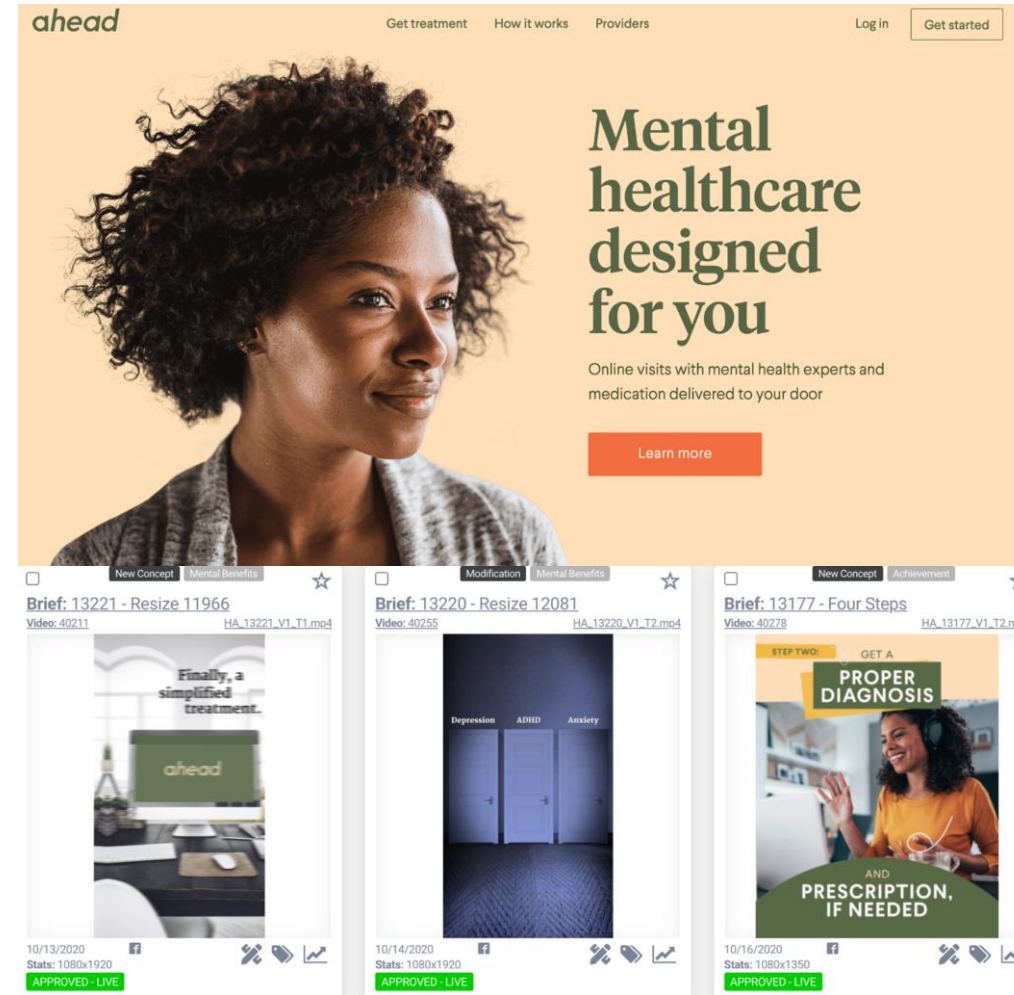 ahead
Get treatment How it works Providers
Log in Get started
Mental
healthcare
designed
for you
Online visits with mental health experts and
medication delivered to your door
Learn more
New Concept Mental Benefits
Brief: 13221 - Resize 11966
Video: 40211 HA_13221_V1_T1.mp4
Finally, a
simplified
treatment.
ahead
10/13/2020
Stats: 1080x1920
APPROVED - LIVE
Modification Mental Benefits
Brief: 13220 - Resize 12081
Video: 40255 HA_13220_V1_T2.mp4
Depression ADHD Anxiety
10/14/2020
Stats: 1080x1920
APPROVED - LIVE
New Concept Achievement
Brief: 13177 - Four Steps
Video: 40278 HA_13177_V1_T2.m
STEP TWO: GET A
PROPER
DIAGNOSIS
AND
PRESCRIPTION,
IF NEEDED
10/16/2020
Stats: 1080x1350
APPROVED - LIVE